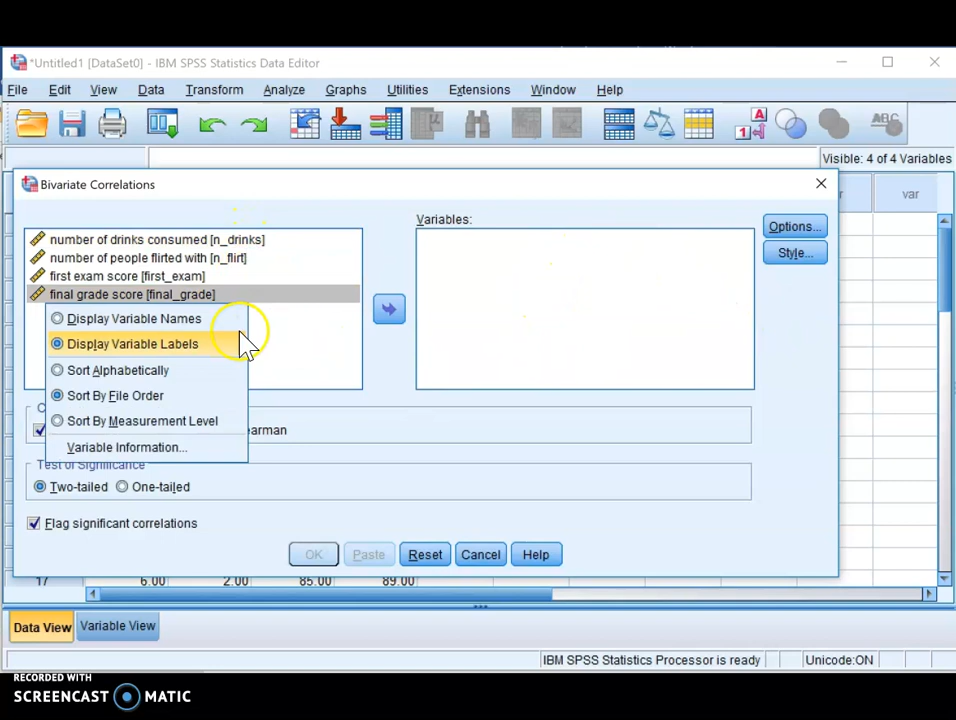 *Untitled1 [DataSet0] - IBM SPSS Statistics Data Editor
File Edit View Data Transform Analyze Graphs Utilities Extensions Window Help
Visible: 4 of 4 Variables
Bivariate Correlations
var
Variables:
Options...
Style...
number of drinks consumed [n_drinks]
number of people flirted with [n_flirt]
first exam score [first_exam]
final grade score [final_grade]
Display Variable Names
Display Variable Labels
Sort Alphabetically
Sort By File Order
Sort By Measurement Level
Variable Information...
earman
Test of Significance
Two-tailed One-tailed
Flag significant correlations
OK Paste Reset Cancel Help
17 6.00 2.00 85.00 89.00
Data View Variable View
IBM SPSS Statistics Processor is ready Unicode:ON
RECORDED WITH
SCREENCAST MATIC